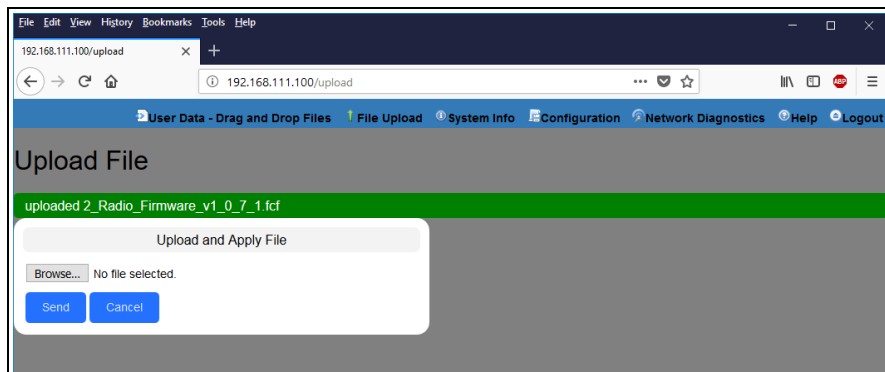 File Edit View History Bookmarks Tools Help
192.168.111.100/upload
192.168.111.100/upload
ABP
User Data - Drag and Drop Files File Upload System Info Configuration Network Diagnostics Help Logout
Upload File
uploaded 2_Radio_Firmware_v1_0_7_1.fcf
Upload and Apply File
Browse... No file selected.
Send Cancel